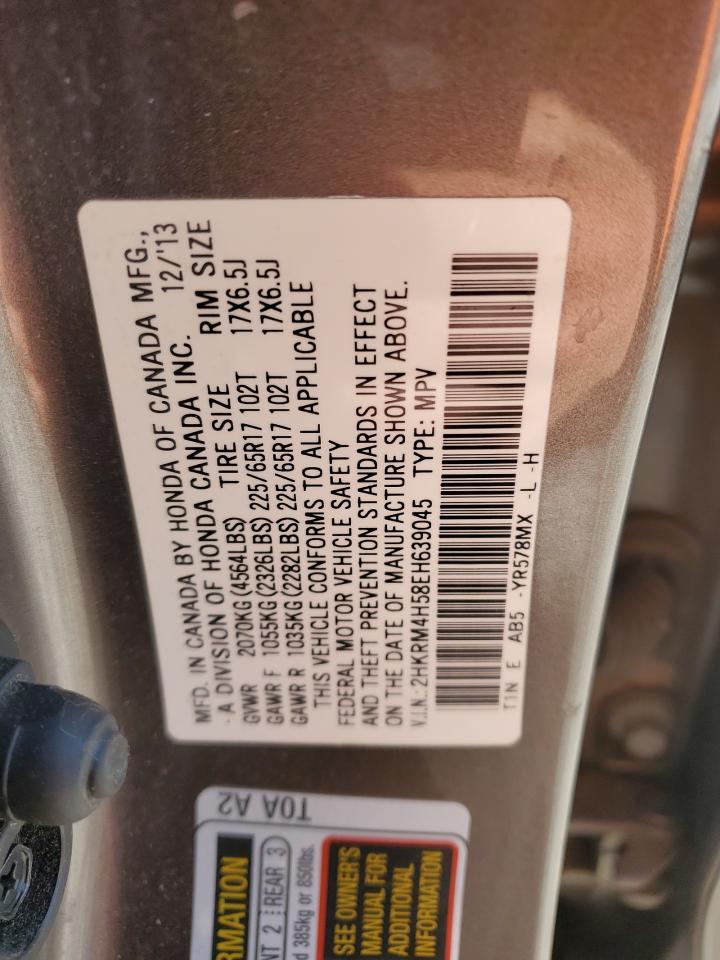 MFD. IN CANADA BY HONDA OF CANADA MFG.,
A DIVISION OF HONDA CANADA INC. 12/'13
GVWR 2070KG(4564LBS) TIRE SIZE RIM SIZE
GAWR F 1055KG(2326LBS) 225/65R17 102T 17X6.5J
GAWR R 1035KG(2282LBS) 225/65R17 102T 17X6.5J
THIS VEHICLE CONFORMS TO ALL APPLICABLE
FEDERAL MOTOR VEHICLE SAFETY
AND THEFT PREVENTION STANDARDS IN EFFECT
ON THE DATE OF MANUFACTURE SHOWN ABOVE.
V.I.N.: 2HKRM4H58EH639045 TYPE: MPV
T1N E AB5 -YR578MX -L -H
T0A A2
RMATION
NT 2 REAR 3
385kg or 850lbs.
SEE OWNER'S
MANUAL FOR
ADDITIONAL
INFORMATION